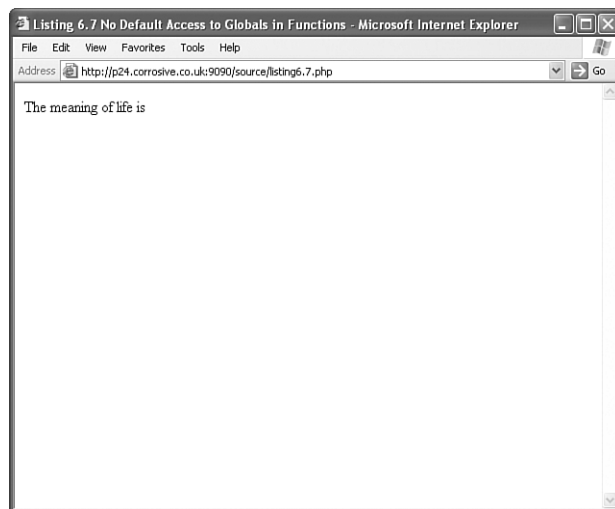 Listing 6.7 No Default Access to Globals in Functions - Microsoft Internet Explorer
File Edit View Favorites Tools Help
Address http://p24.corrosive.co.uk:9090/source/listing6.7.php Go
The meaning of life is